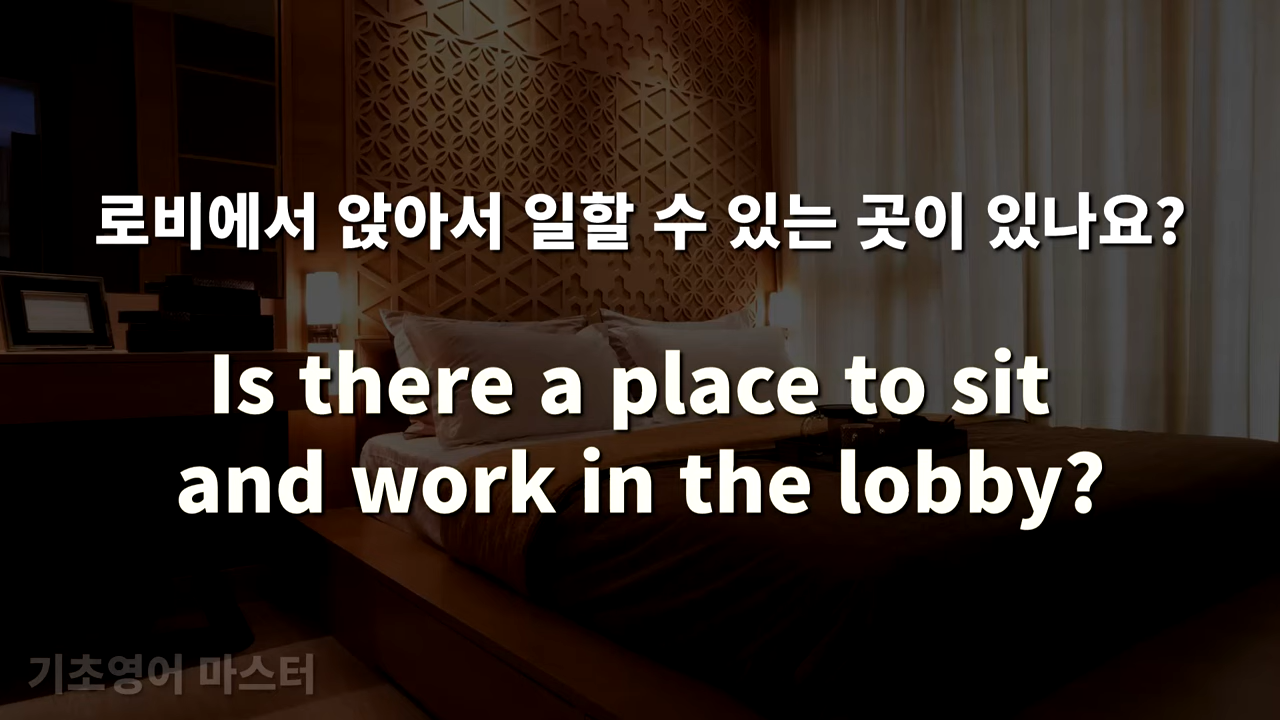 로비에서 앉아서 일할 수 있는 곳이 있나요?
Is there a place to sit
and work in the lobby?
기초영어 마스터